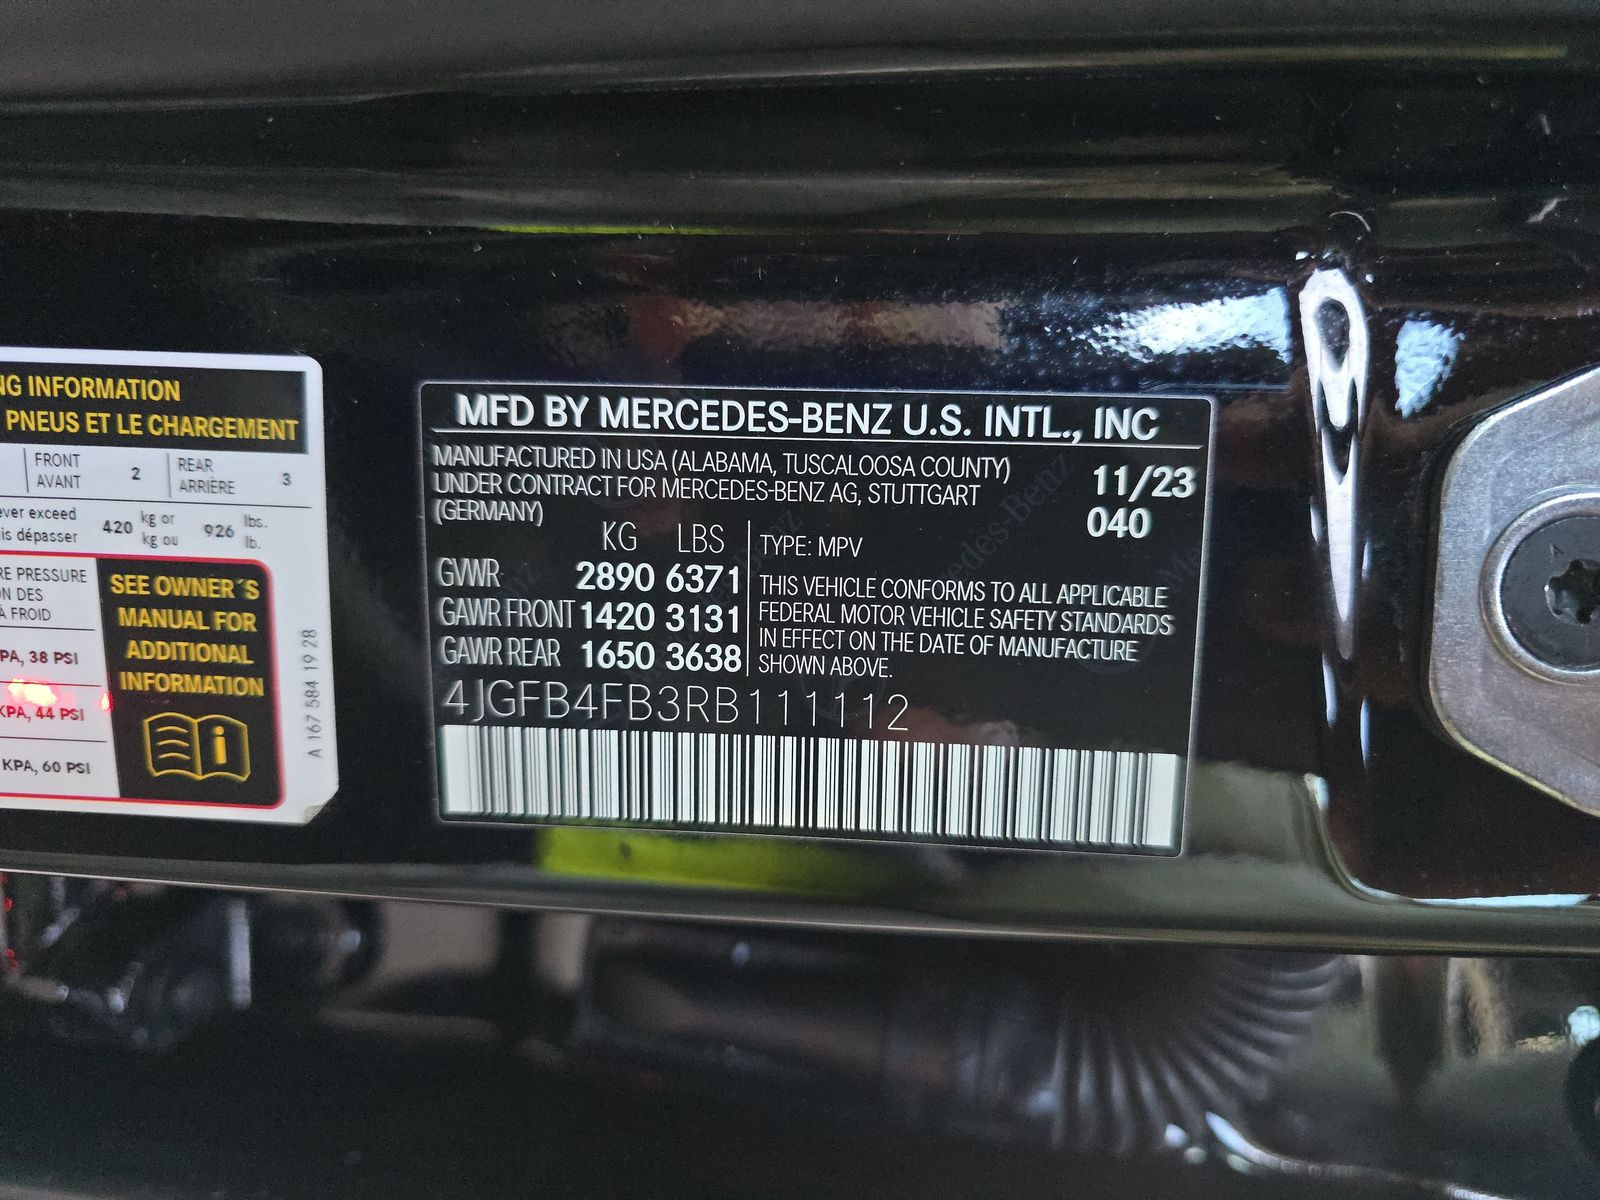 NG INFORMATION
PNEUS ET LE CHARGEMENT
FRONT
AVANT
2
REAR
ARRIÈRE
3
ever exceed
is dépasser
420
kg or
kg ou
926
lbs.
lb.
RE PRESSURE
ON DES
À FROID
PA, 38 PSI
KPA, 44 PSI
KPA, 60 PSI
SEE OWNER´S
MANUAL FOR
ADDITIONAL
INFORMATION
A 167 584 19 28
MFD BY MERCEDES-BENZ U.S. INTL., INC
MANUFACTURED IN USA (ALABAMA, TUSCALOOSA COUNTY)
UNDER CONTRACT FOR MERCEDES-BENZ AG, STUTTGART
(GERMANY)
11/23
040
KG LBS
GVWR 2890 6371
GAWR FRONT 1420 3131
GAWR REAR 1650 3638
TYPE: MPV
THIS VEHICLE CONFORMS TO ALL APPLICABLE
FEDERAL MOTOR VEHICLE SAFETY STANDARDS
IN EFFECT ON THE DATE OF MANUFACTURE
SHOWN ABOVE.
4JGFB4FB3RB111112